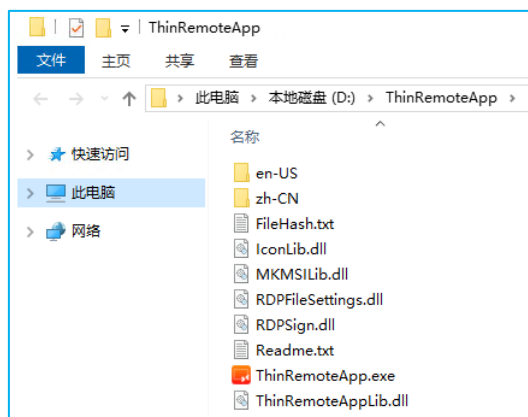 ThinRemoteApp
文件 主页 共享 查看
此电脑 本地磁盘 (D:) ThinRemoteApp
名称
快速访问
此电脑
网络
en-US
zh-CN
FileHash.txt
IconLib.dll
MKMSILib.dll
RDPFileSettings.dll
RDPSign.dll
Readme.txt
ThinRemoteApp.exe
ThinRemoteAppLib.dll